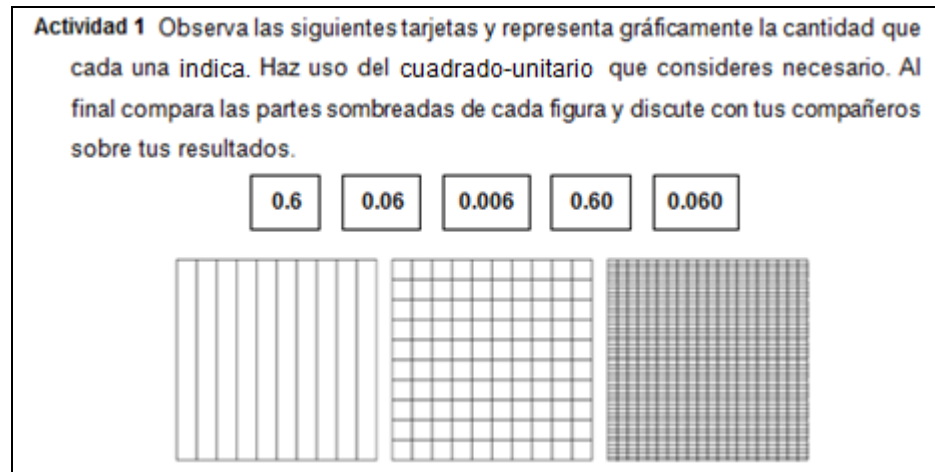 Actividad 1 Observa las siguientes tarjetas y representa gráficamente la cantidad que
cada una indica. Haz uso del cuadrado-unitario que consideres necesario. Al
final compara las partes sombreadas de cada figura y discute con tus compañeros
sobre tus resultados.
0.6 0.06 0.006 0.60 0.060